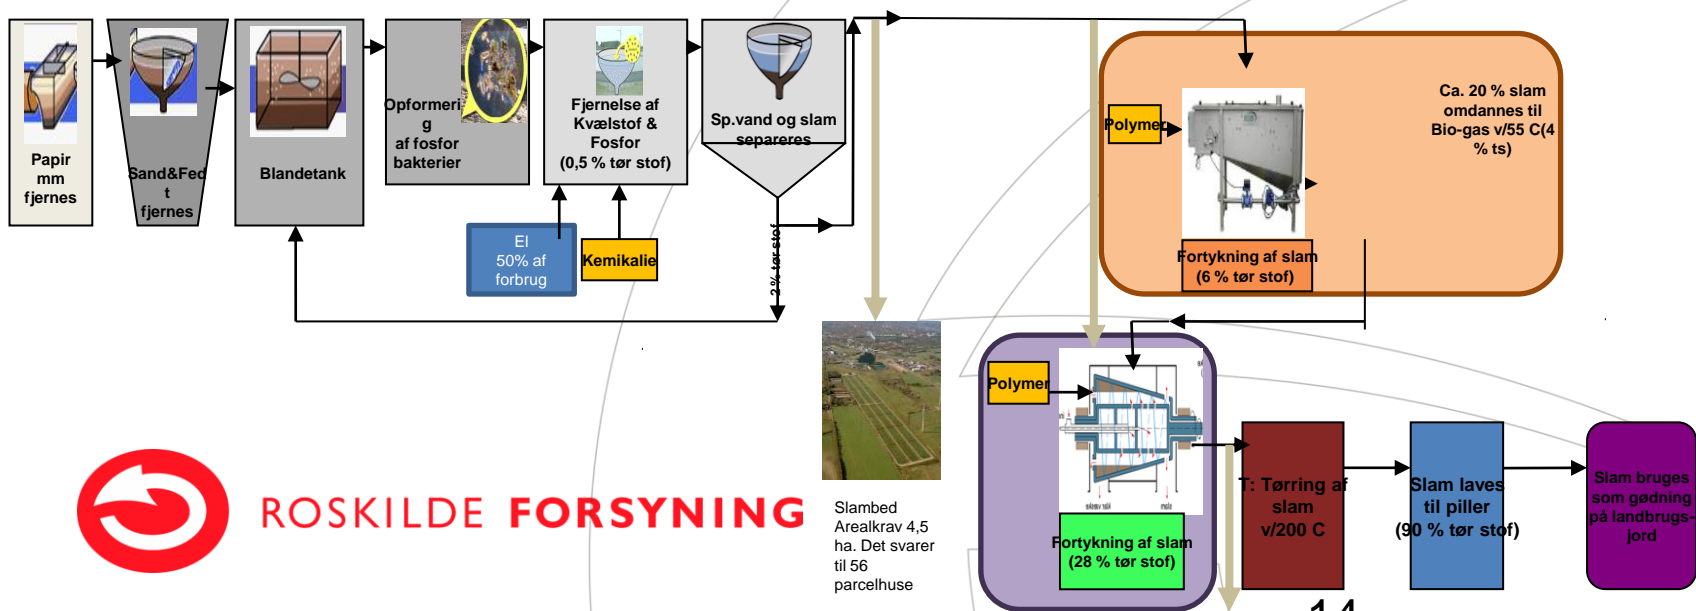 Papir
mm
fjernes
Sand&Fed
t
fjernes
Blandetank
Opformeri
g
af fosfor
bakterier
Fjernelse af
Kvælstof &
Fosfor
(0,5 % tør stof)
Sp.vand og slam
separeres
El
50% af
forbrug
Kemikalie
2 % tør stof
Polymer
Ca. 20 % slam
omdannes til
Bio-gas v/55 C(4
% ts)
Fortykning af slam
(6 % tør stof)
Polymer
Fortykning af slam
(28 % tør stof)
Slambed
Arealkrav 4,5
ha. Det svarer
til 56
parcelhuse
T: Tørring af
slam
v/200 C
Slam laves
til piller
(90 % tør stof)
Slam bruges
som gødning
på landbrugs-
jord
ROSKILDE FORSYNING
14